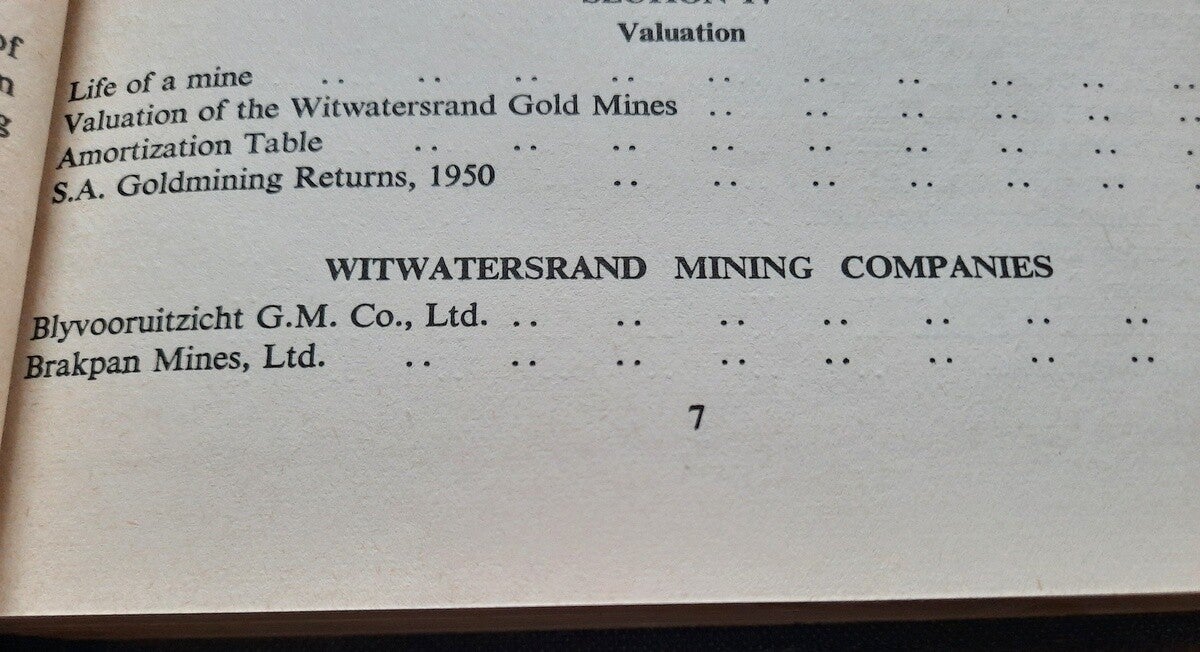 Valuation
Life of a mine .. .. .. .. .. .. .. .. .. ..
Valuation of the Witwatersrand Gold Mines .. .. .. .. .. ..
Amortization Table .. .. .. .. .. .. .. .. .
S.A. Goldmining Returns, 1950 .. .. .. .. .. .. .
WITWATERSRAND MINING COMPANIES
Blyvooruitzicht G.M. Co., Ltd. .. .. .. .. .. .. ..
Brakpan Mines, Ltd. .. .. .. .. .. .. .. ..
7